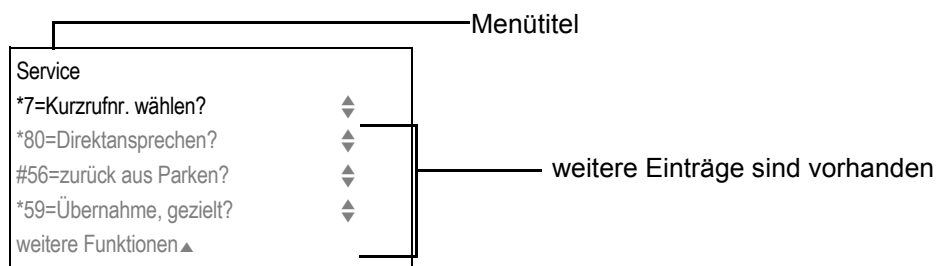 Menütitel
Service
*7=Kurzrufnr. wählen?
*80=Direktansprechen?
#56=zurück aus Parken?
weitere Einträge sind vorhanden
*59=Übernahme, gezielt?
weitere Funktionen